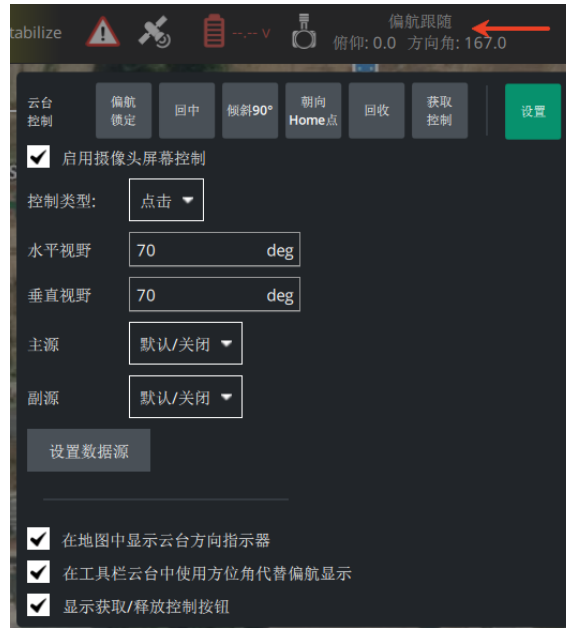 tabilize
--.-- v
偏航跟随
俯仰: 0.0 方向角: 167.0
云台
控制
偏航
锁定
回中
倾斜90°
朝向
Home点
回收
获取
控制
设置
启用摄像头屏幕控制
控制类型:
点击
水平视野
70 deg
垂直视野
70 deg
主源
默认/关闭
副源
默认/关闭
设置数据源
在地图中显示云台方向指示器
在工具栏云台中使用方位角代替偏航显示
显示获取/释放控制按钮